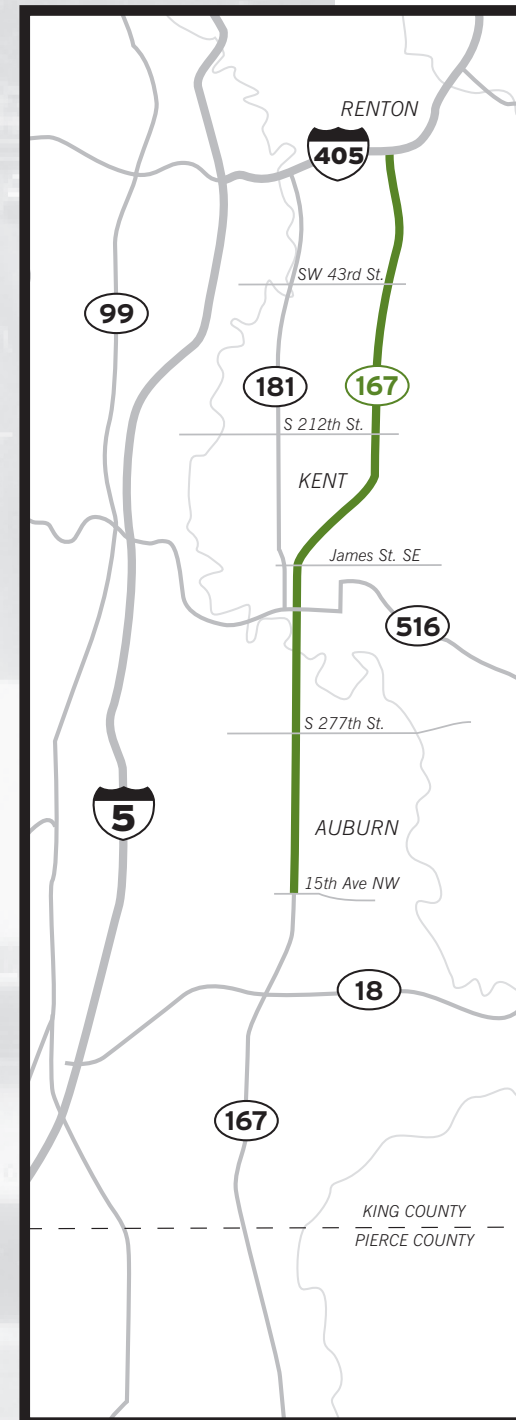 RENTON
405
SW 43rd St.
99
181
167
S 212th St.
KENT
James St. SE
516
S 277th St.
5
AUBURN
15th Ave NW
18
167
KING COUNTY
PIERCE COUNTY